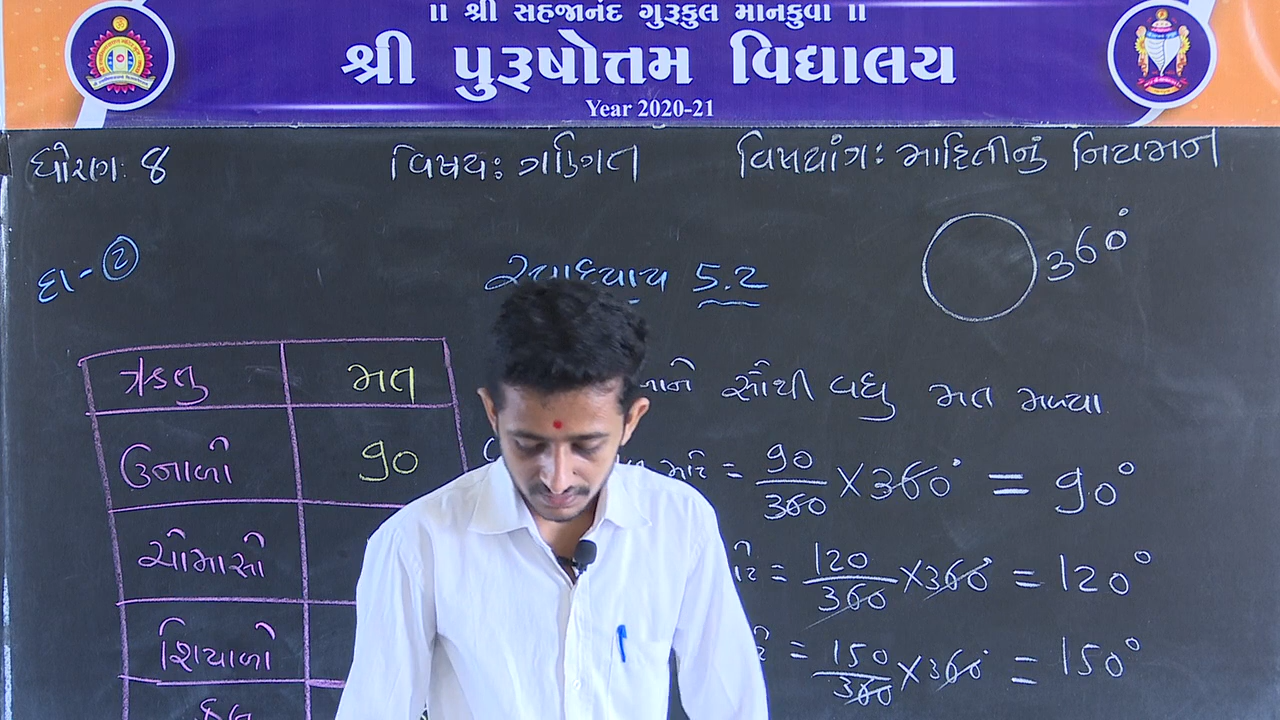 ॥ શ્રી સહજાનંદ ગુરૂકુલ માનકુવા ॥
શ્રી પુરૂષોત્તમ વિદ્યાલય
Year 2020-21
ધોરણ: 8 વિષય: ગણિત વિષયાંગ: માહિતીનું નિયમન
360°
દા-②
સ્વાધ્યાય 5.2
ઋતુ મત
સૌથી વધુ મત મળ્યા
ઉનાળો 90
માટે = 90/360 × 360° = 90°
ચોમાસો
= 120/360 × 360° = 120°
શિયાળો
= 150/360 × 360° = 150°
કુલ